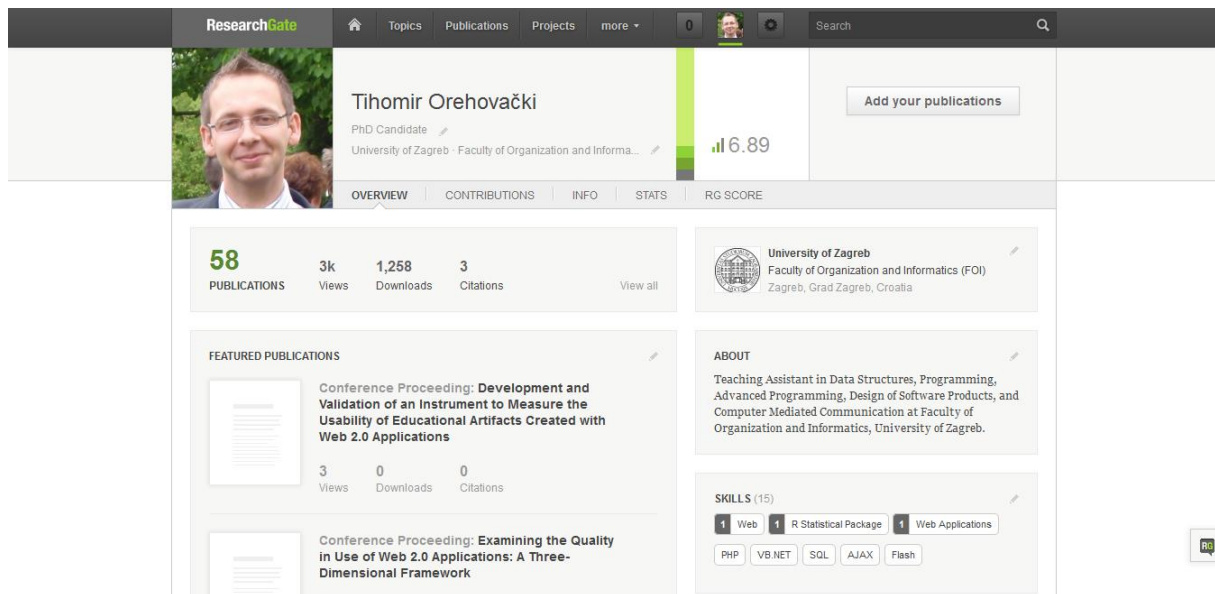 ResearchGate
Topics Publications Projects more
0
Search
Tihomir Orehovački
PhD Candidate
University of Zagreb · Faculty of Organization and Informa...
6.89
Add your publications
OVERVIEW CONTRIBUTIONS INFO STATS RG SCORE
58
PUBLICATIONS
3k
Views
1,258
Downloads
3
Citations
View all
University of Zagreb
Faculty of Organization and Informatics (FOI)
Zagreb, Grad Zagreb, Croatia
FEATURED PUBLICATIONS
Conference Proceeding: Development and
Validation of an Instrument to Measure the
Usability of Educational Artifacts Created with
Web 2.0 Applications
3
Views
0
Downloads
0
Citations
Conference Proceeding: Examining the Quality
in Use of Web 2.0 Applications: A Three-
Dimensional Framework
ABOUT
Teaching Assistant in Data Structures, Programming,
Advanced Programming, Design of Software Products, and
Computer Mediated Communication at Faculty of
Organization and Informatics, University of Zagreb.
SKILLS (15)
1 Web 1 R Statistical Package 1 Web Applications
PHP VB.NET SQL AJAX Flash
RG